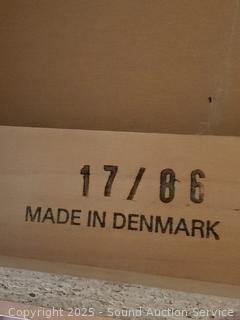 17/86
MADE IN DENMARK
Copyright 2025 - Sound Auction Service